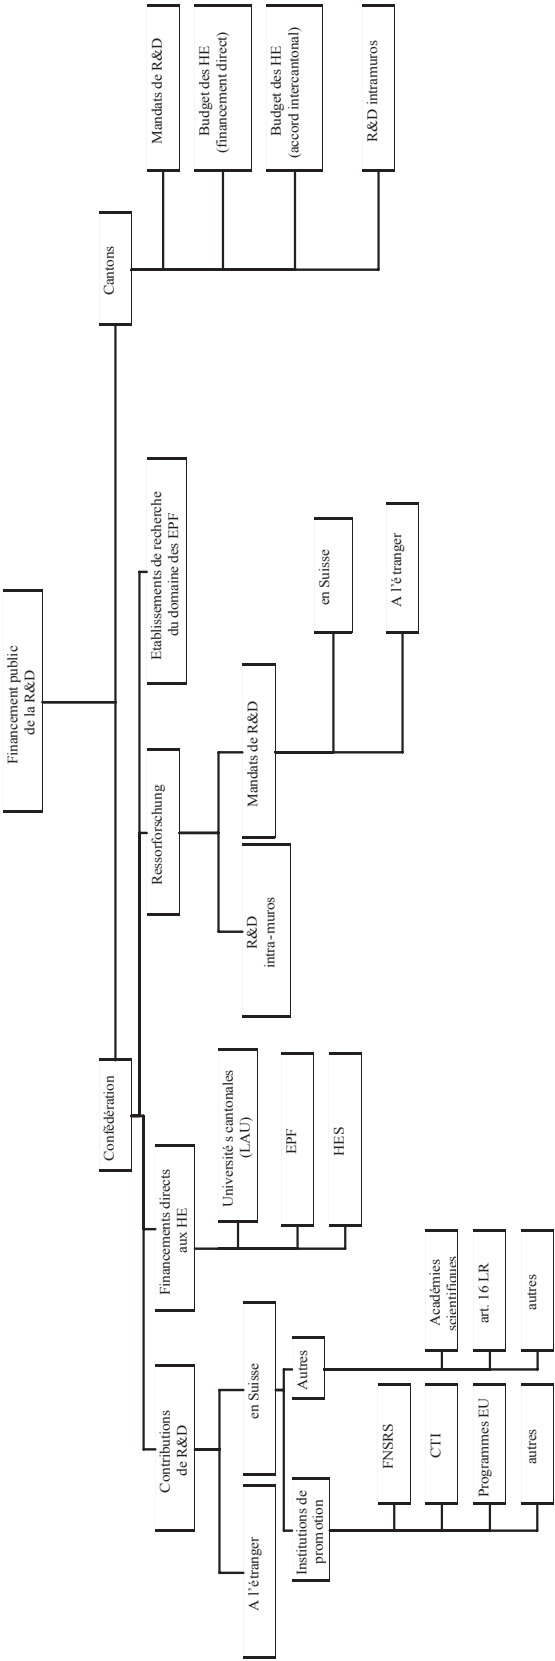 Financement public
de la R&D
Confédération
Cantons
Contributions
de R&D
Financements directs
aux HE
Ressorforschung
Etablissements de recherche
du domaine des EPF
Mandats de R&D
Budget des HE
(financement direct)
Budget des HE
(accord intercantonal)
R&D intramuros
A l'étranger
en Suisse
Université s cantonales
(LAU)
EPF
HES
R&D
intra-muros
Mandats de R&D
en Suisse
A l'étranger
Institutions de
promotion
Autres
FNSRS
CTI
Programmes EU
autres
Académies
scientifiques
art. 16 LR
autres